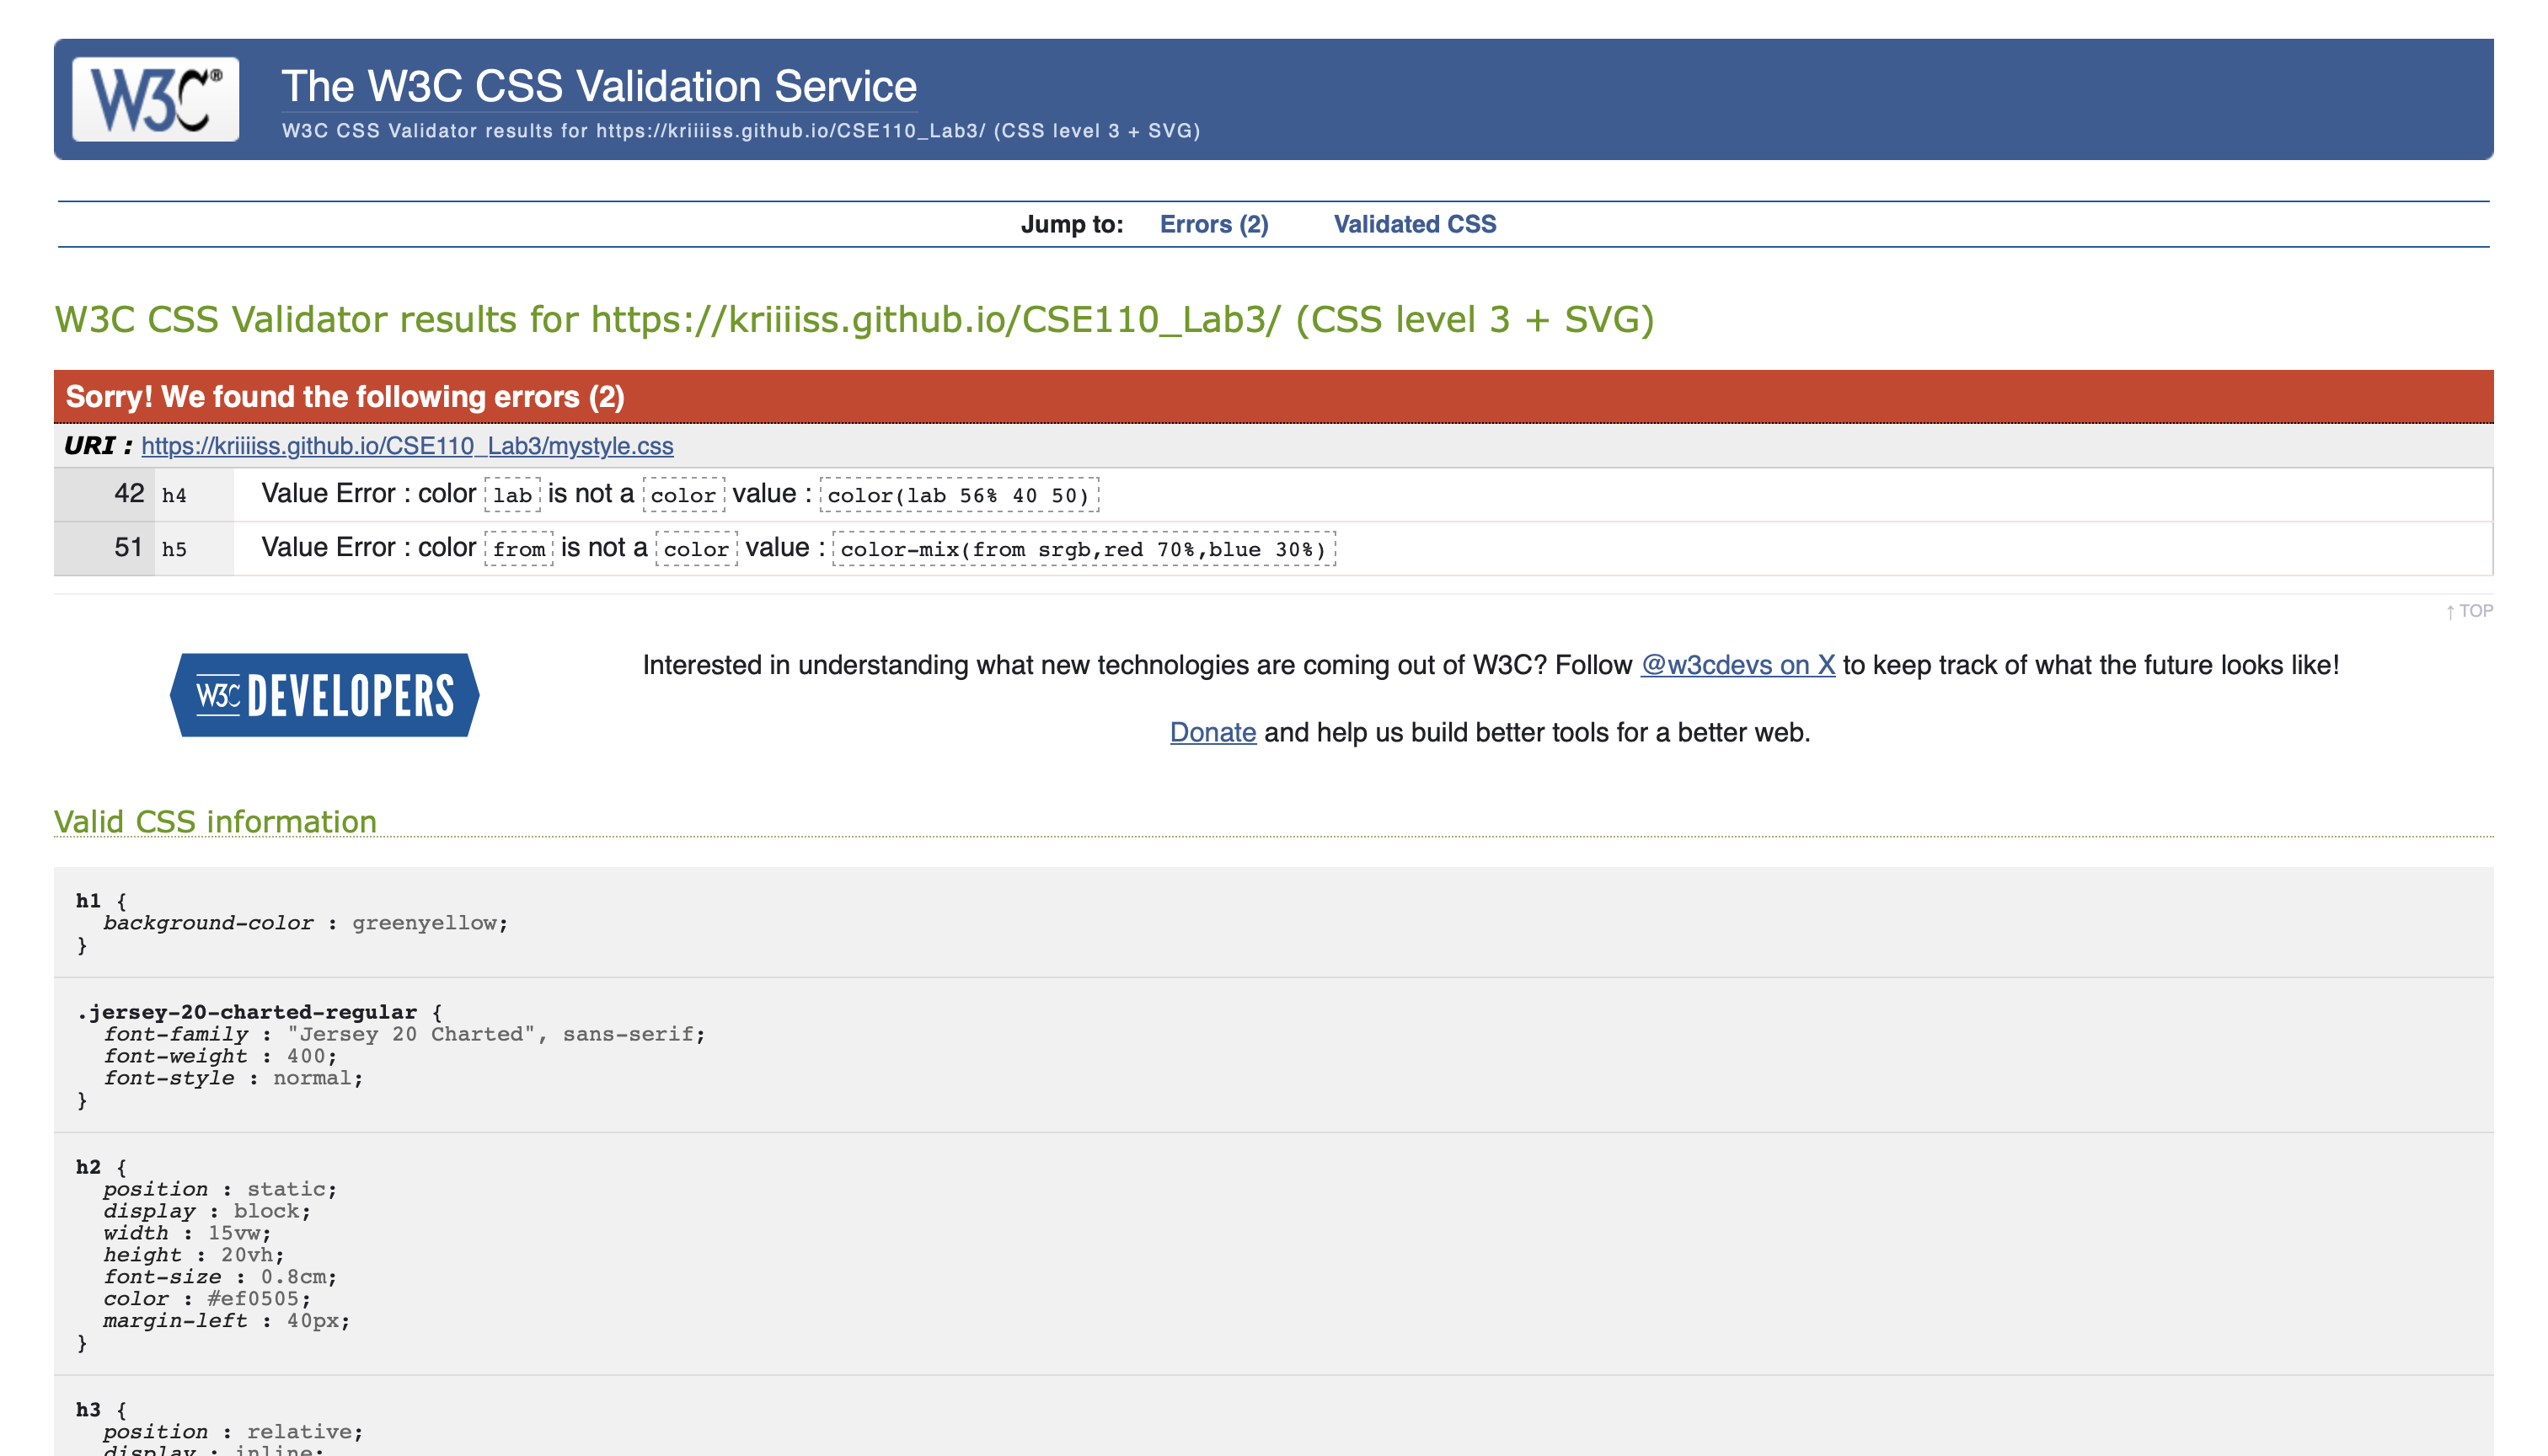 W3C®
The W3C CSS Validation Service
W3C CSS Validator results for https://kriiiiss.github.io/CSE110_Lab3/ (CSS level 3 + SVG)
Jump to: Errors (2) Validated CSS
W3C CSS Validator results for https://kriiiiss.github.io/CSE110_Lab3/ (CSS level 3 + SVG)
Sorry! We found the following errors (2)
URI : https://kriiiiss.github.io/CSE110_Lab3/mystyle.css
42 h4 Value Error : color lab is not a color value : color(lab 56% 40 50)
51 h5 Value Error : color from is not a color value : color-mix(from srgb,red 70%,blue 30%)
↑ TOP
W3C DEVELOPERS
Interested in understanding what new technologies are coming out of W3C? Follow @w3cdevs on X to keep track of what the future looks like!
Donate and help us build better tools for a better web.
Valid CSS information
h1 {
background-color : greenyellow;
}
.jersey-20-charted-regular {
font-family : "Jersey 20 Charted", sans-serif;
font-weight : 400;
font-style : normal;
}
h2 {
position : static;
display : block;
width : 15vw;
height : 20vh;
font-size : 0.8cm;
color : #ef0505;
margin-left : 40px;
}
h3 {
position : relative;
display : inline;